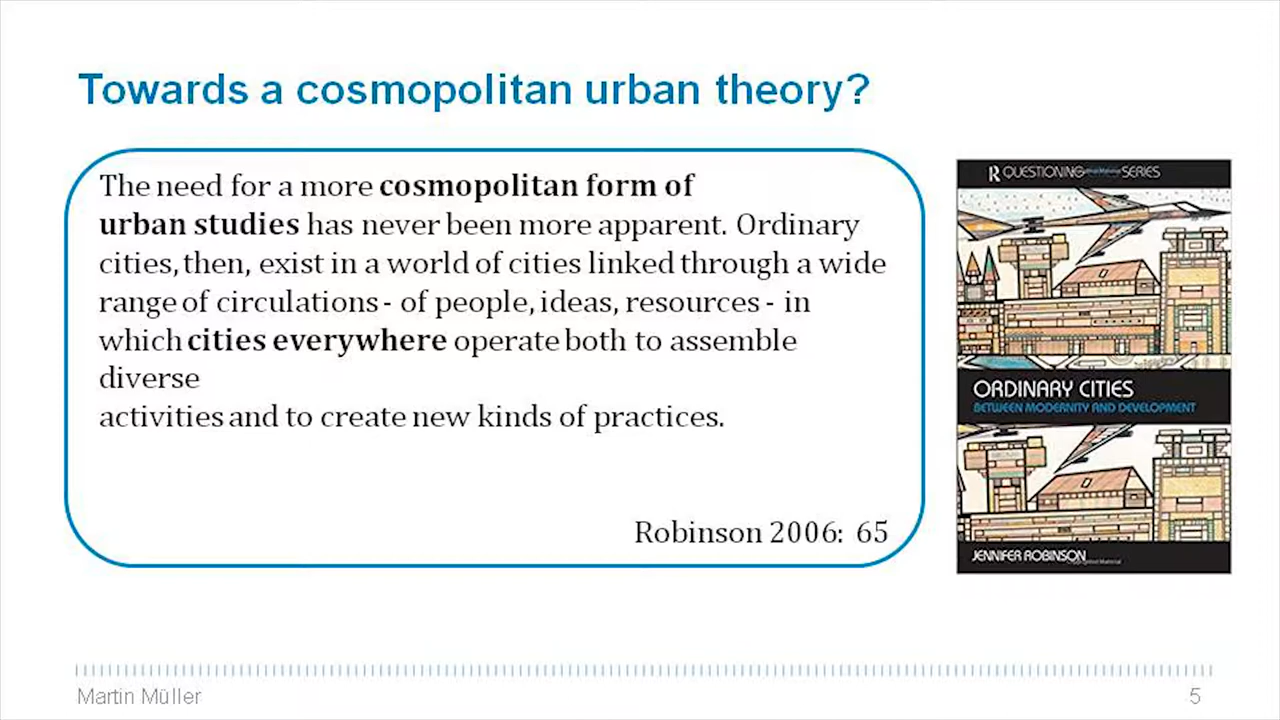 Towards a cosmopolitan urban theory?
The need for a more cosmopolitan form of
urban studies has never been more apparent. Ordinary
cities, then, exist in a world of cities linked through a wide
range of circulations - of people, ideas, resources - in
which cities everywhere operate both to assemble
diverse
activities and to create new kinds of practices.
Robinson 2006: 65
QUESTIONING SERIES
ORDINARY CITIES
BETWEEN MODERNITY AND DEVELOPMENT
JENNIFER ROBINSON
Martin Müller
5